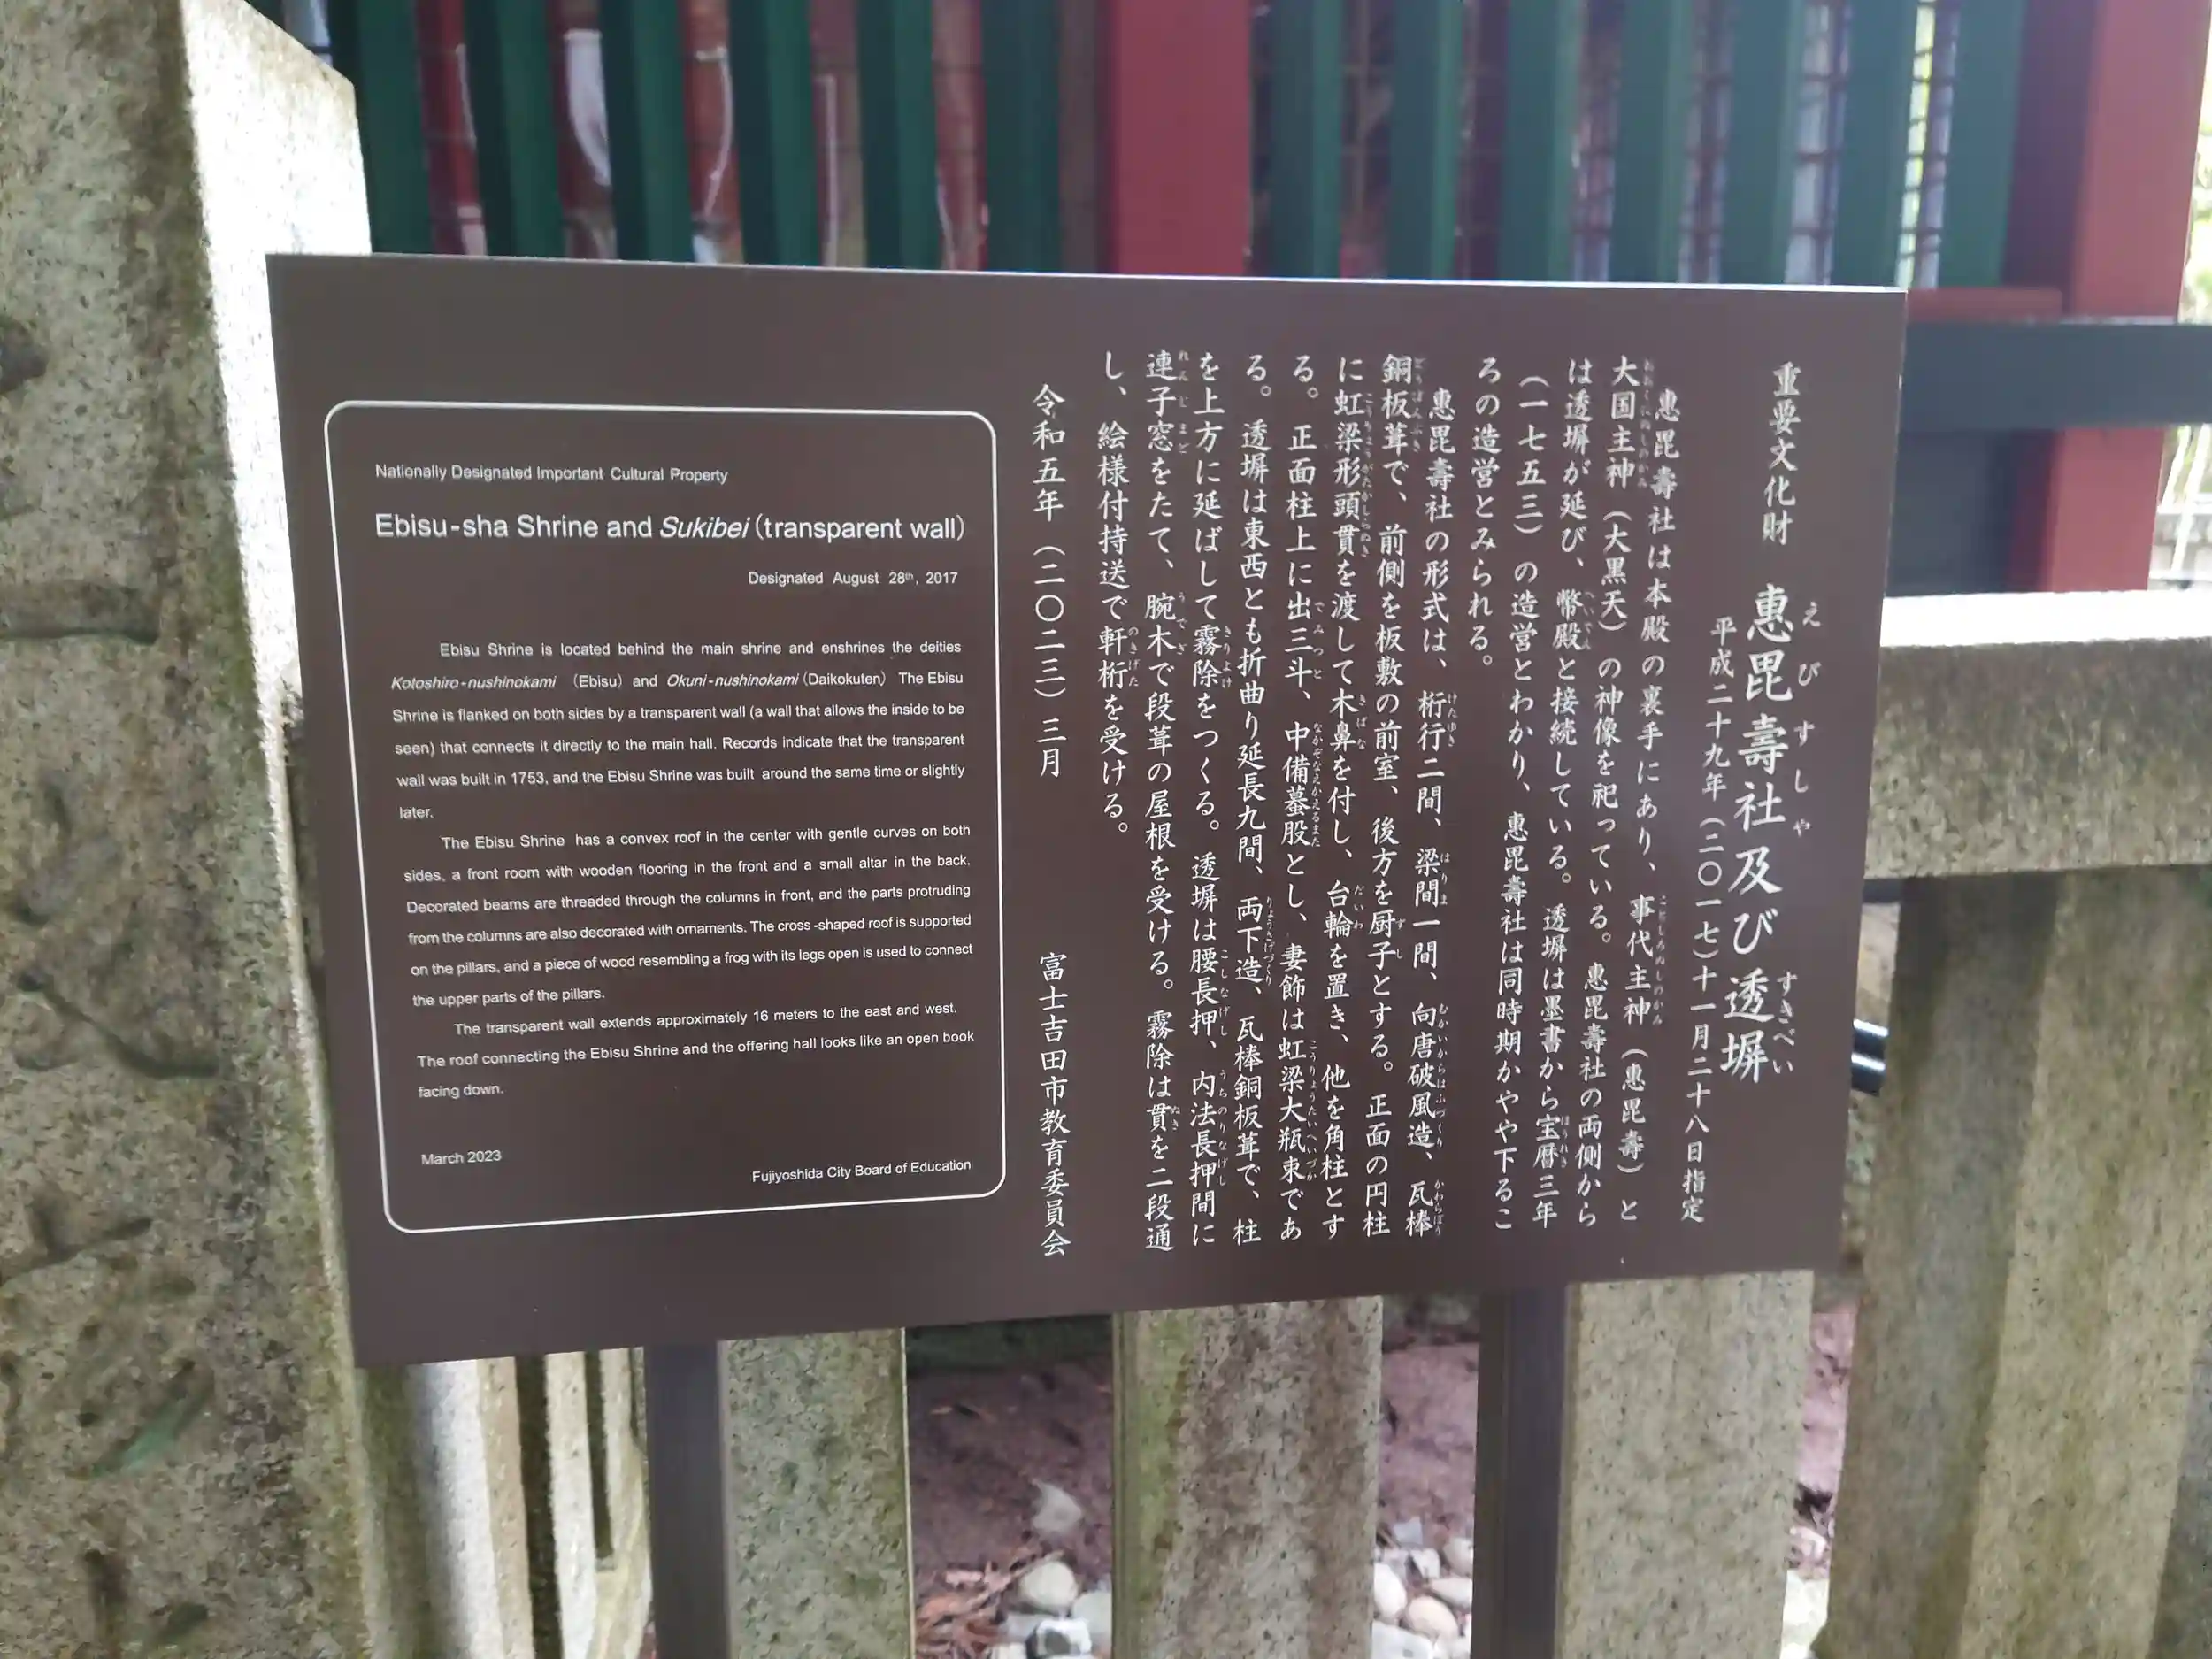 重要文化財 恵毘壽社及び透塀
えびすしゃ すきべい
平成二十九年(二〇一七)十一月二十八日指定
恵毘壽社は本殿の裏手にあり、事代主神(恵毘壽)と
大国主神(大黒天)の神像を祀っている。恵毘壽社の両側から
は透塀が延び、幣殿と接続している。透塀は墨書から宝暦三年
(一七五三)の造営とわかり、恵毘壽社は同時期かやや下るこ
ろの造営とみられる。
恵毘壽社の形式は、桁行二間、梁間一間、向唐破風造、瓦棒
銅板葺で、前側を板敷の前室、後方を厨子とする。正面の円柱
に虹梁形頭貫を渡して木鼻を付し、台輪を置き、他を角柱とす
る。正面柱上に出三斗、中備蟇股とし、妻飾は虹梁大瓶束であ
る。透塀は東西とも折曲り延長九間、両下造、瓦棒銅板葺で、柱
を上方に延ばして霧除をつくる。透塀は腰長押、内法長押間に
連子窓をたて、腕木で段葺の屋根を受ける。霧除は貫を二段通
し、絵様付持送で軒桁を受ける。
令和五年(二〇二三)三月 富士吉田市教育委員会
Nationally Designated Important Cultural Property
Ebisu-sha Shrine and Sukibei (transparent wall)
Designated August 28th, 2017
Ebisu Shrine is located behind the main shrine and enshrines the deities
Kotoshiro-nushinokami (Ebisu) and Okuni-nushinokami (Daikokuten) The Ebisu
Shrine is flanked on both sides by a transparent wall (a wall that allows the inside to be
seen) that connects it directly to the main hall. Records indicate that the transparent
wall was built in 1753, and the Ebisu Shrine was built around the same time or slightly
later.
The Ebisu Shrine has a convex roof in the center with gentle curves on both
sides, a front room with wooden flooring in the front and a small altar in the back.
Decorated beams are threaded through the columns in front, and the parts protruding
from the columns are also decorated with ornaments. The cross-shaped roof is supported
on the pillars, and a piece of wood resembling a frog with its legs open is used to connect
the upper parts of the pillars.
The transparent wall extends approximately 16 meters to the east and west.
The roof connecting the Ebisu Shrine and the offering hall looks like an open book
facing down.
March 2023
Fujiyoshida City Board of Education